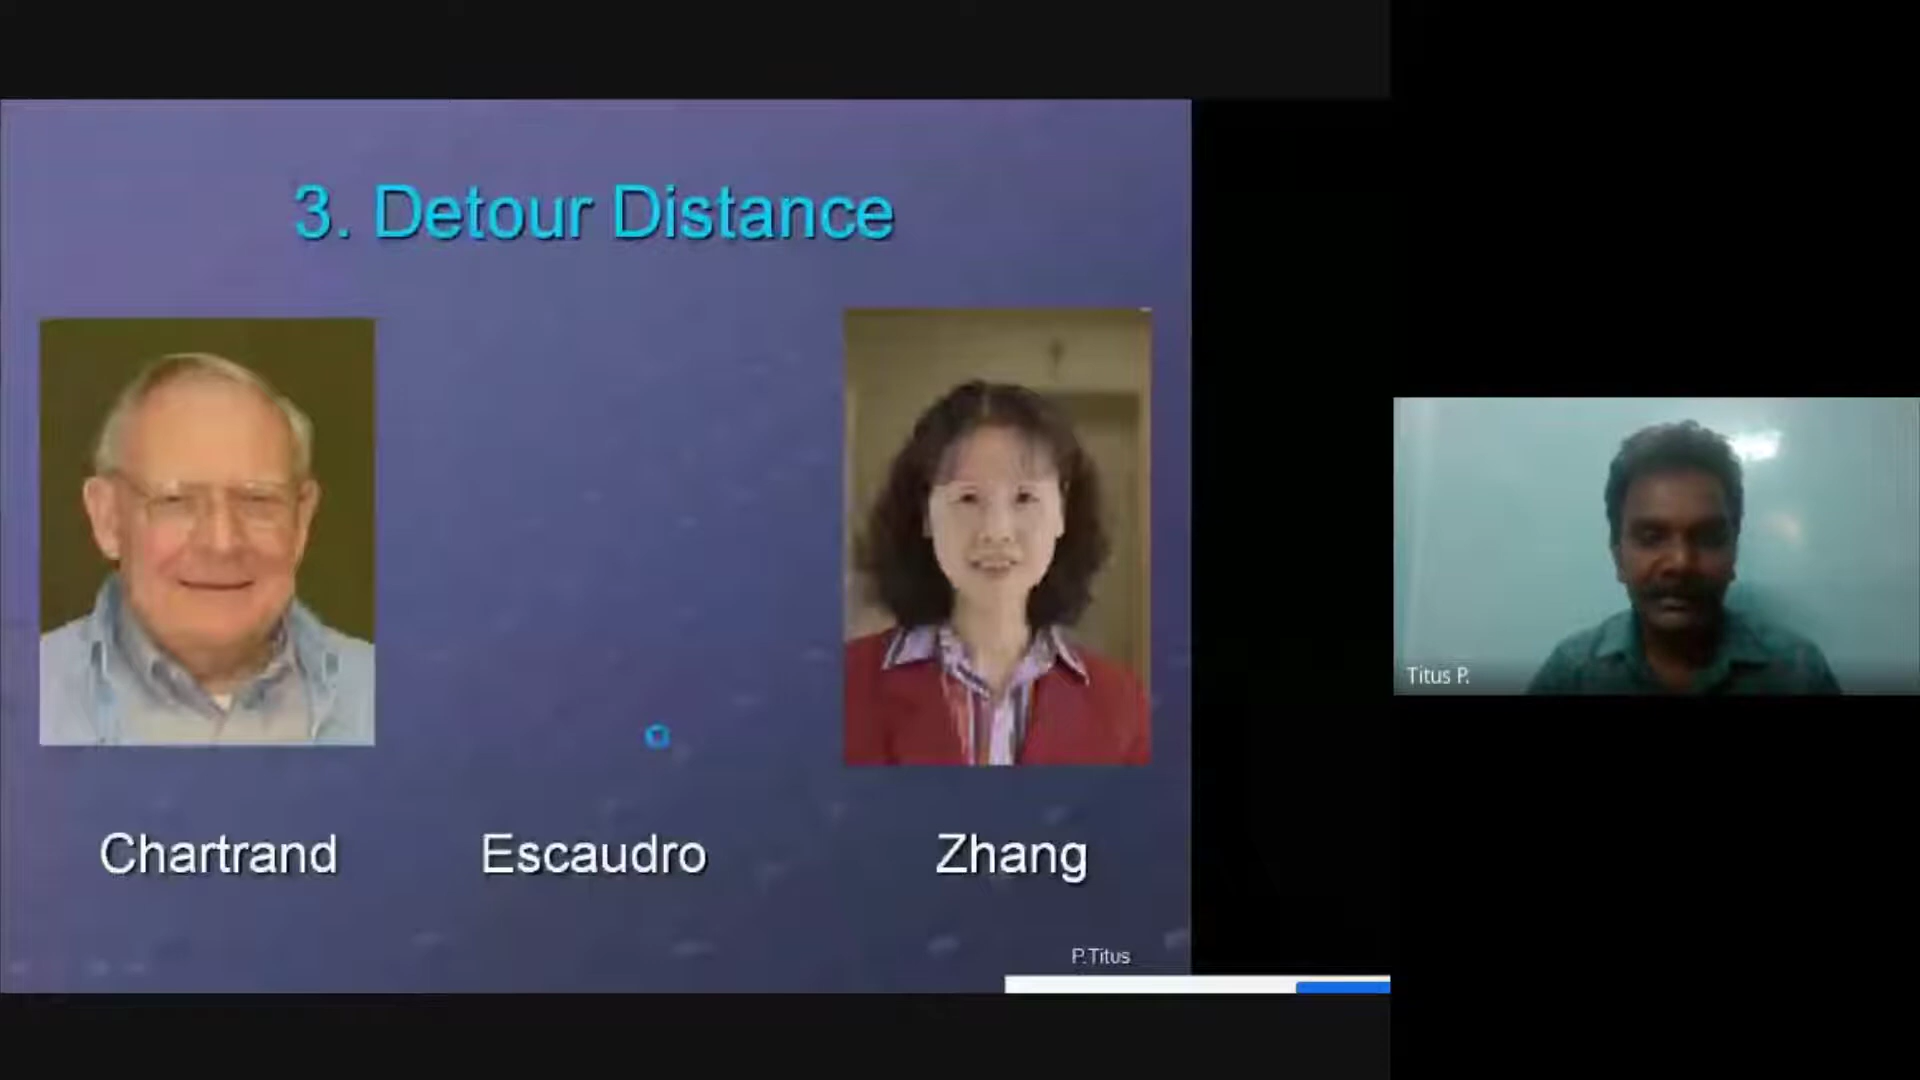 3. Detour Distance
Chartrand
Escaudro
Zhang
P.Titus
Titus P.